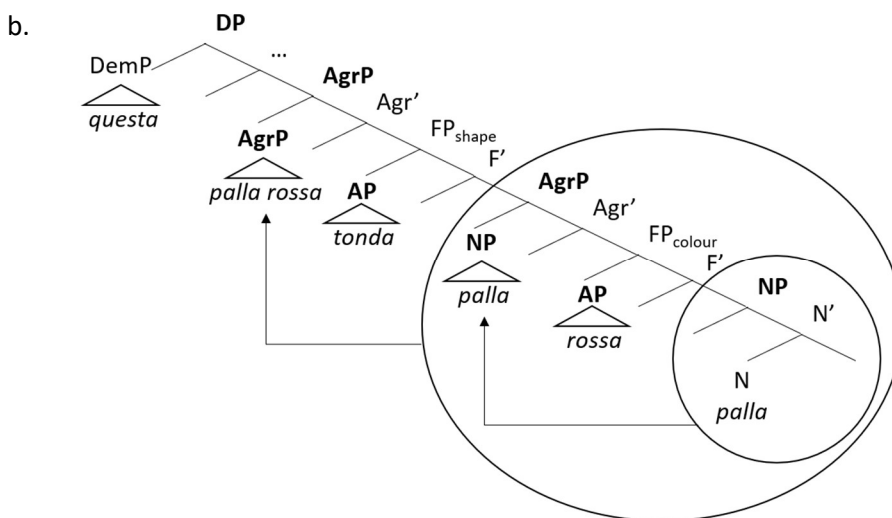 b.
DP
DemP
...
questa
AgrP
Agr’
AgrP
palla rossa
FPshape
F’
AP
tonda
AgrP
Agr’
NP
palla
FPcolour
F’
AP
rossa
NP
N’
N
palla